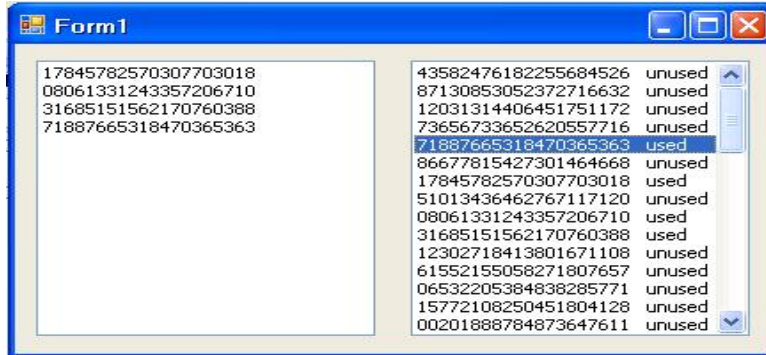 Form1
17845782570307703018
08061331243357206710
31685151562170760388
71887665318470365363
43582476182255684526 unused
87130853052372716632 unused
12031314406451751172 unused
73656733652620557716 unused
71887665318470365363 used
86677815427301464668 unused
17845782570307703018 used
51013436462767117120 unused
08061331243357206710 used
31685151562170760388 used
12302718413801671108 unused
61552155058271807657 unused
06532205384838285771 unused
15772108250451804128 unused
00201888784873647611 unused